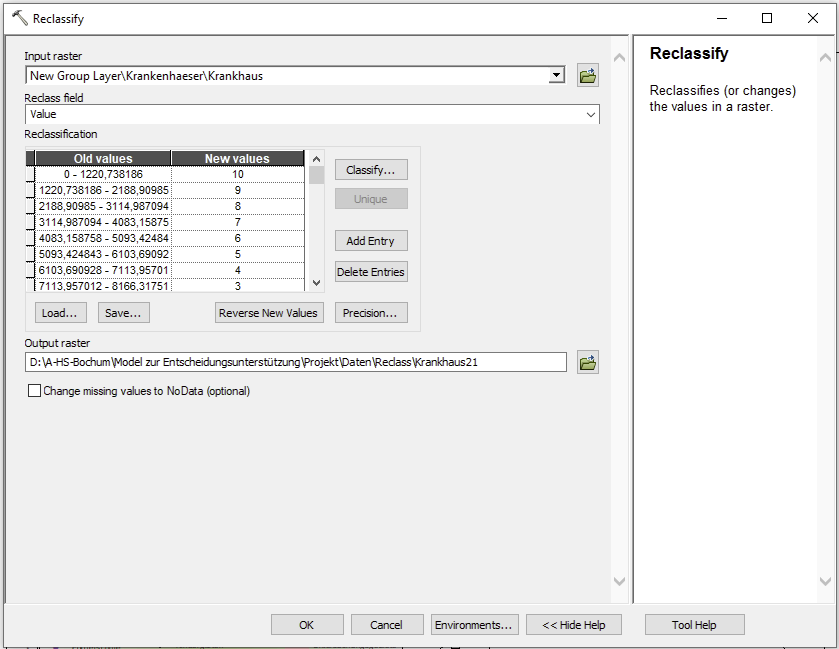 Reclassify
Input raster
New Group Layer\Krankenhaeser\Krankhaus
Reclass field
Value
Reclassification
Old values New values
0 - 1220,738186 10
1220,738186 - 2188,90985 9
2188,90985 - 3114,987094 8
3114,987094 - 4083,15875 7
4083,158758 - 5093,42484 6
5093,424843 - 6103,69092 5
6103,690928 - 7113,95701 4
7113,957012 - 8166,31751 3
Classify...
Unique
Add Entry
Delete Entries
Load... Save... Reverse New Values Precision...
Output raster
D:\A-HS-Bochum\Model zur Entscheidungsunterstützung\Projekt\Daten\Reclass\Krankhaus21
Change missing values to NoData (optional)
Reclassify
Reclassifies (or changes)
the values in a raster.
OK Cancel Environments... << Hide Help Tool Help